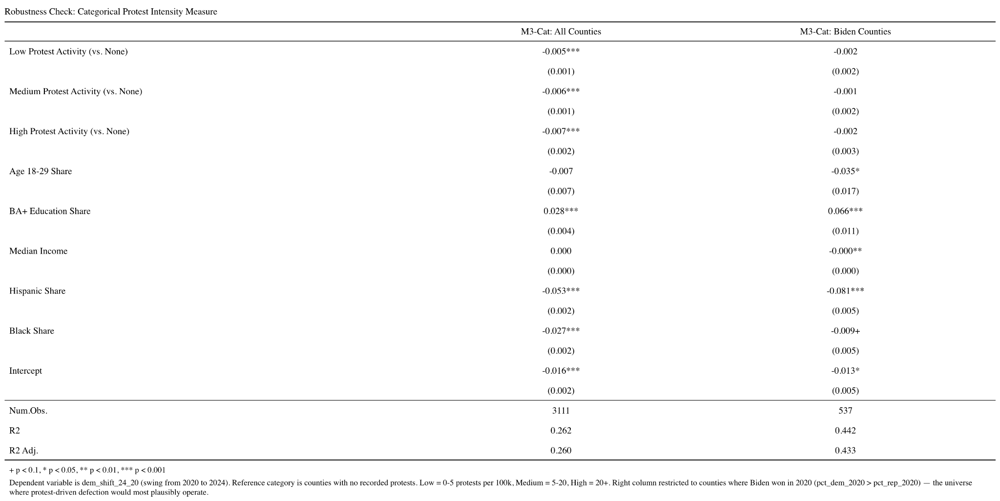 Robustness Check: Categorical Protest Intensity Measure
M3-Cat: All Counties M3-Cat: Biden Counties
Low Protest Activity (vs. None) -0.005*** -0.002
(0.001) (0.002)
Medium Protest Activity (vs. None) -0.006*** -0.001
(0.001) (0.002)
High Protest Activity (vs. None) -0.007*** -0.002
(0.002) (0.003)
Age 18-29 Share -0.007 -0.035*
(0.007) (0.017)
BA+ Education Share 0.028*** 0.066***
(0.004) (0.011)
Median Income 0.000 -0.000**
(0.000) (0.000)
Hispanic Share -0.053*** -0.081***
(0.002) (0.005)
Black Share -0.027*** -0.009+
(0.002) (0.005)
Intercept -0.016*** -0.013*
(0.002) (0.005)
Num.Obs. 3111 537
R2 0.262 0.442
R2 Adj. 0.260 0.433
+ p < 0.1, * p < 0.05, ** p < 0.01, *** p < 0.001
Dependent variable is dem_shift_24_20 (swing from 2020 to 2024). Reference category is counties with no recorded protests. Low = 0-5 protests per 100k, Medium = 5-20, High = 20+. Right column restricted to counties where Biden won in 2020 (pct_dem_2020 > pct_rep_2020) — the universe
where protest-driven defection would most plausibly operate.